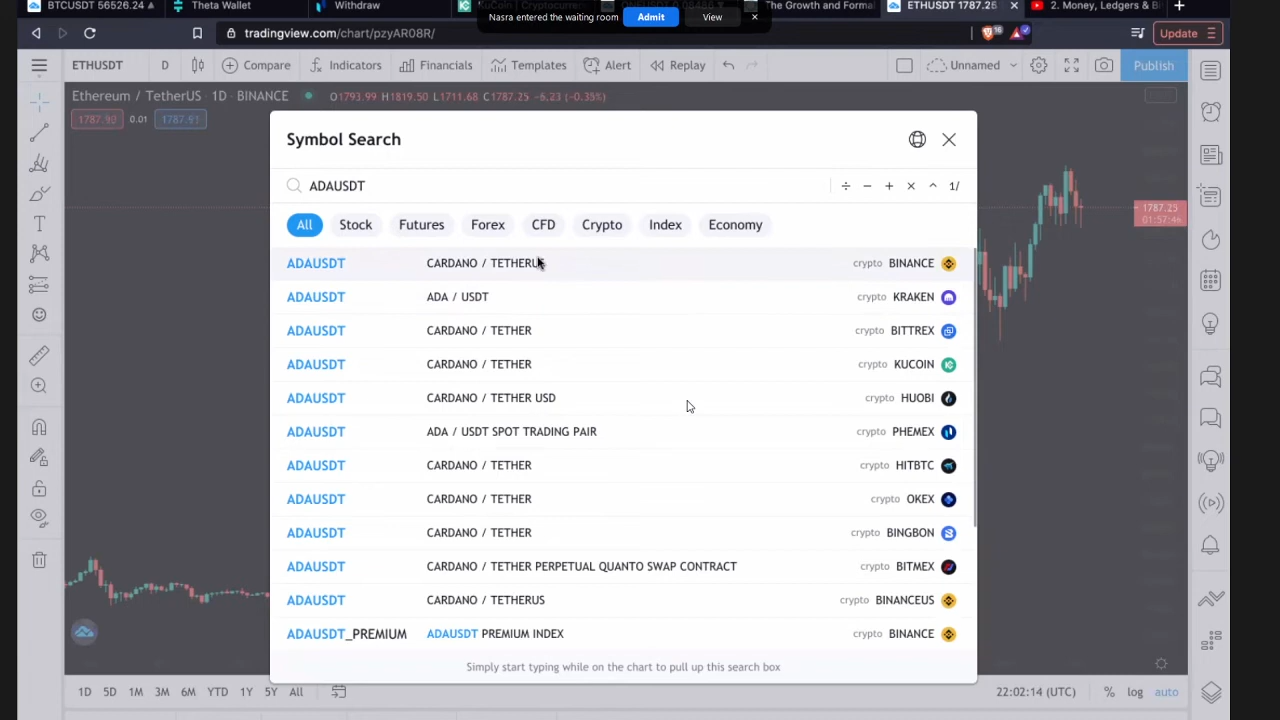 BTCUSDT 56526.24
Theta Wallet
Withdraw
The Growth and Formal
ETHUSDT 1787.25
2. Money, Ledgers & Bi
Nasra entered the waiting room
Admit
View
tradingview.com/chart/pzyAR08R/
16
Update
ETHUSDT
D
Compare
Indicators
Financials
Templates
Alert
Replay
Unnamed
Publish
Ethereum / TetherUS · 1D · BINANCE
O1793.99 H1819.50 L1711.68 C1787.25 -6.23 (-0.35%)
1787.90
0.01
1787.91
Symbol Search
ADAUSDT
1/
All
Stock
Futures
Forex
CFD
Crypto
Index
Economy
ADAUSDT CARDANO / TETHERUS crypto BINANCE
ADAUSDT ADA / USDT crypto KRAKEN
ADAUSDT CARDANO / TETHER crypto BITTREX
ADAUSDT CARDANO / TETHER crypto KUCOIN
ADAUSDT CARDANO / TETHER USD crypto HUOBI
ADAUSDT ADA / USDT SPOT TRADING PAIR crypto PHEMEX
ADAUSDT CARDANO / TETHER crypto HITBTC
ADAUSDT CARDANO / TETHER crypto OKEX
ADAUSDT CARDANO / TETHER crypto BINGBON
ADAUSDT CARDANO / TETHER PERPETUAL QUANTO SWAP CONTRACT crypto BITMEX
ADAUSDT CARDANO / TETHERUS crypto BINANCEUS
ADAUSDT_PREMIUM ADAUSDT PREMIUM INDEX crypto BINANCE
Simply start typing while on the chart to pull up this search box
1787.25
01:57:46
1D 5D 1M 3M 6M YTD 1Y 5Y All
22:02:14 (UTC)
% log auto